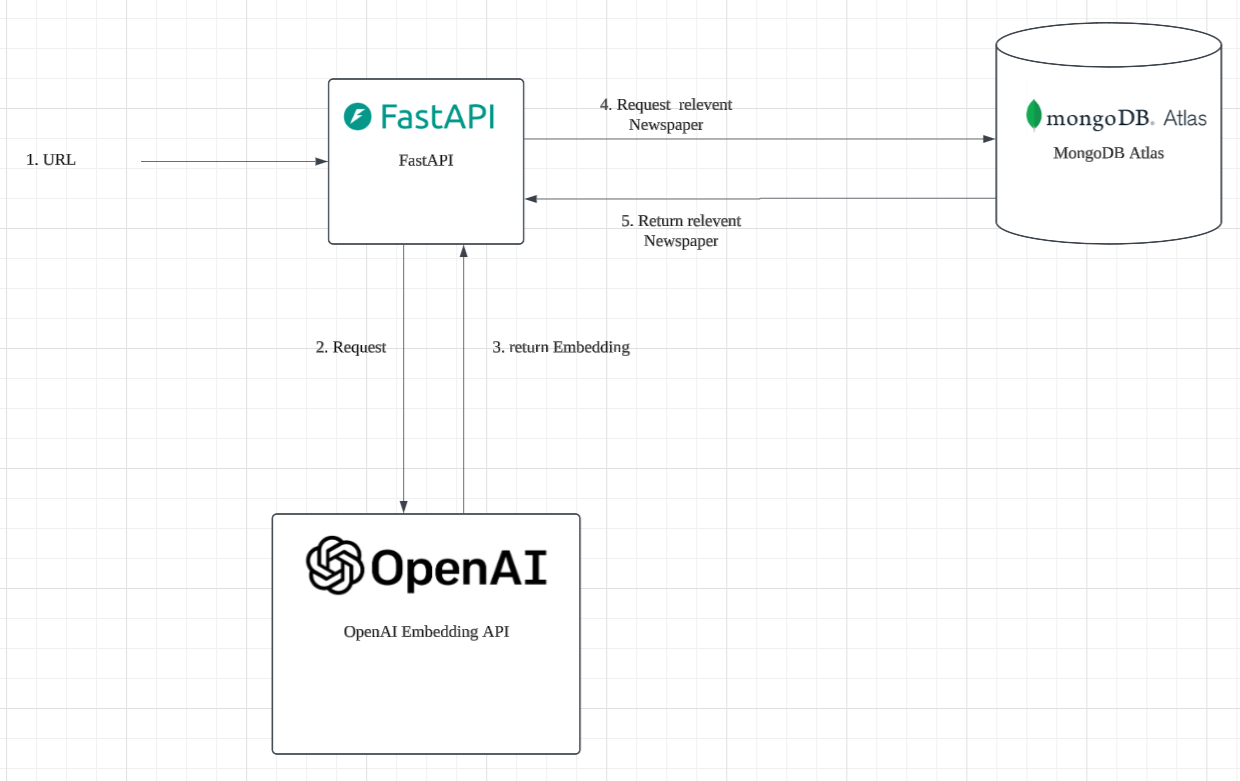 FastAPI
FastAPI
1. URL
4. Request relevent
Newspaper
mongoDB. Atlas
MongoDB Atlas
5. Return relevent
Newspaper
2. Request
3. return Embedding
OpenAI
OpenAI Embedding API